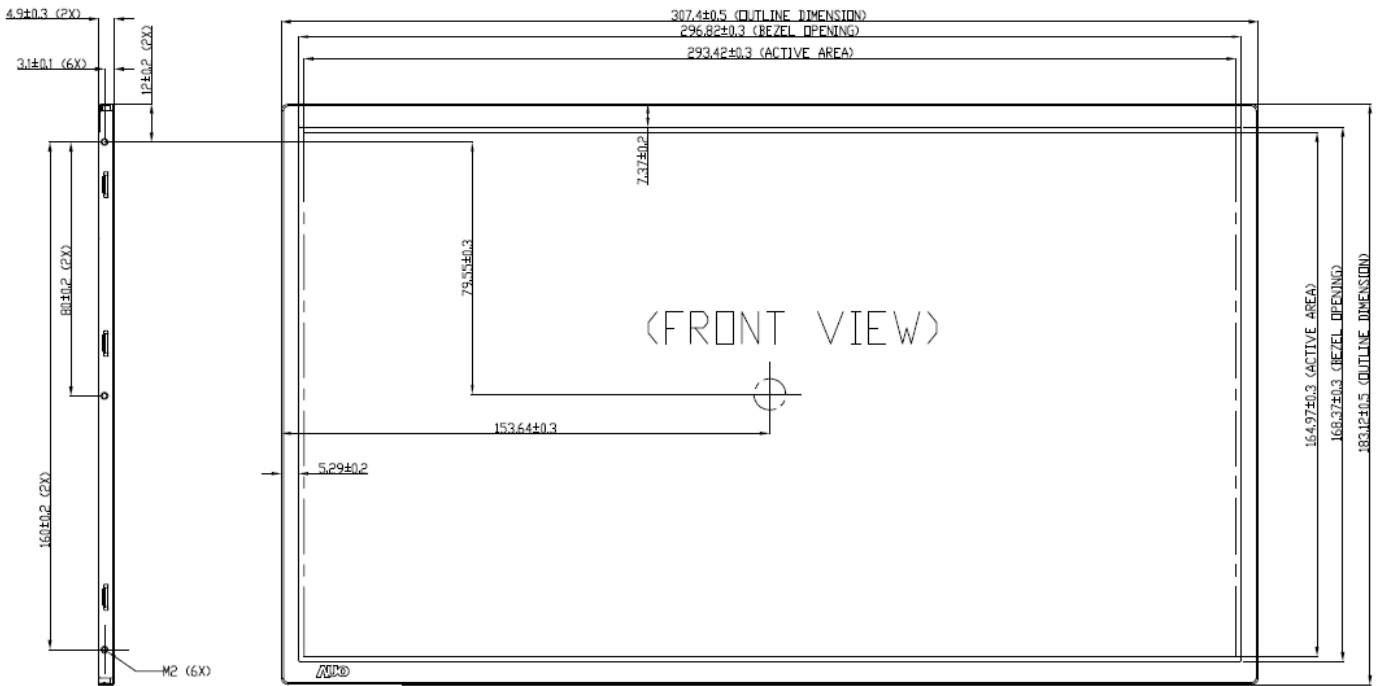 4.9±0.3 (2X)
307.4±0.5 (OUTLINE DIMENSION)
296.82±0.3 (BEZEL OPENING)
293.42±0.3 (ACTIVE AREA)
3.1±0.1 (6X)
12±0.2 (2X)
7.37±0.2
80±0.2 (2X)
79.55±0.3
(FRONT VIEW)
164.97±0.3 (ACTIVE AREA)
168.37±0.3 (BEZEL OPENING)
183.12±0.5 (OUTLINE DIMENSION)
153.64±0.3
5.29±0.2
160±0.2 (2X)
M2 (6X)
AUO